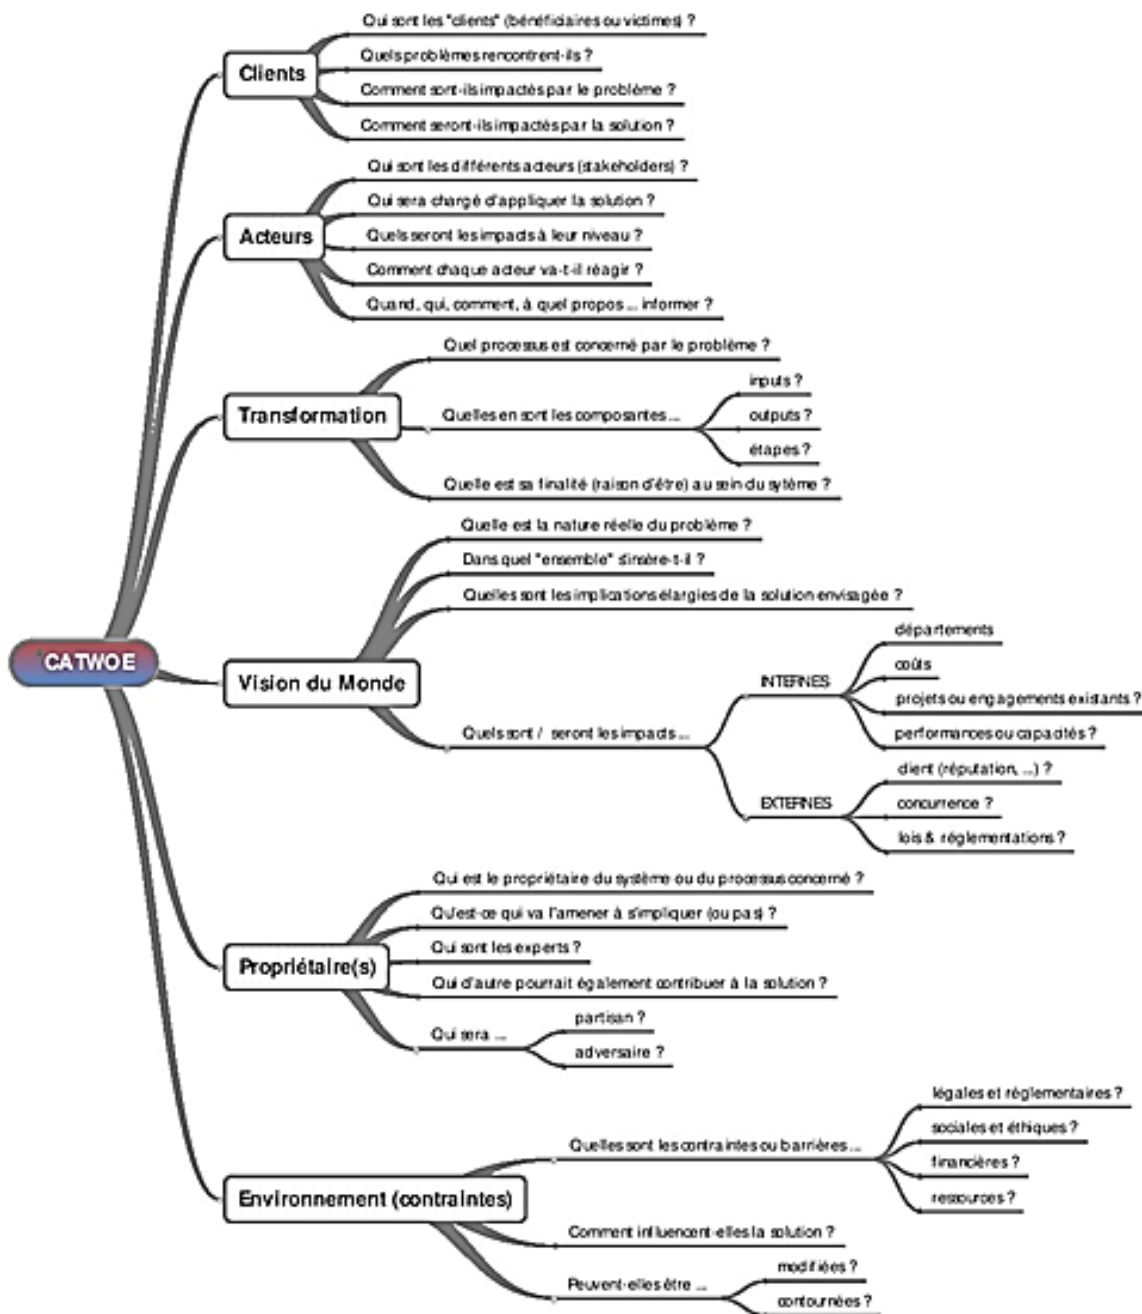 CATWOE
Clients
Qui sont les "clients" (bénéficiaires ou victimes) ?
Quels problèmes rencontrent-ils ?
Comment sont-ils impactés par le problème ?
Comment seront-ils impactés par la solution ?
Acteurs
Qui sont les différents acteurs (stakeholders) ?
Qui sera chargé d'appliquer la solution ?
Quels seront les impacts à leur niveau ?
Comment chaque acteur va-t-il réagir ?
Quand, qui, comment, à quel propos ... informer ?
Transformation
Quel processus est concerné par le problème ?
Quelles en sont les composantes ...
inputs ?
outputs ?
étapes ?
Quelle est sa finalité (raison d'être) au sein du sytème ?
Vision du Monde
Quelle est la nature réelle du problème ?
Dans quel "ensemble" s'insère-t-il ?
Quelles sont les implications élargies de la solution envisagée ?
Quels sont / seront les impacts ...
INTERNES
départements
coûts
projets ou engagements existants ?
performances ou capacités ?
EXTERNES
client (réputation, ...) ?
concurrence ?
lois & réglementations ?
Propriétaire(s)
Qui est le propriétaire du système ou du processus concerné ?
Qu'est-ce qui va l'amener à s'impliquer (ou pas) ?
Qui sont les experts ?
Qui d'autre pourrait également contribuer à la solution ?
Qui sera ...
partisan ?
adversaire ?
Environnement (contraintes)
Quelles sont les contraintes ou barrières ...
légales et réglementaires ?
sociales et éthiques ?
financières ?
ressources ?
Comment influencent-elles la solution ?
Peuvent-elles être ...
modifiées ?
contournées ?